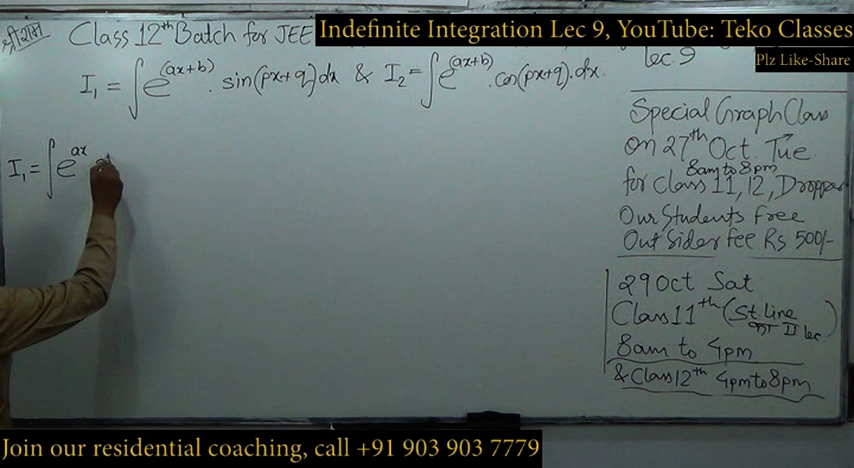 श्री राम
Class 12th Batch for JEE
Indefinite Integration Lec 9, YouTube: Teko Classes
Plz Like-Share
Lec. 9
I₁ = ∫e^(ax+b) . sin(px+q) dx & I₂ = ∫e^(ax+b) . cos(px+q) . dx.
I₁ = ∫e^ax
Special Graph Class
on 27th Oct. Tue
8am to 8pm
for class 11, 12, Dropper
Our Students Free
Out Sider fee Rs 500/-
29 Oct Sat
Class 11th (St. Line
का II lec)
8am to 4pm
& Class 12th 4pm to 8pm
Join our residential coaching, call +91 903 903 7779